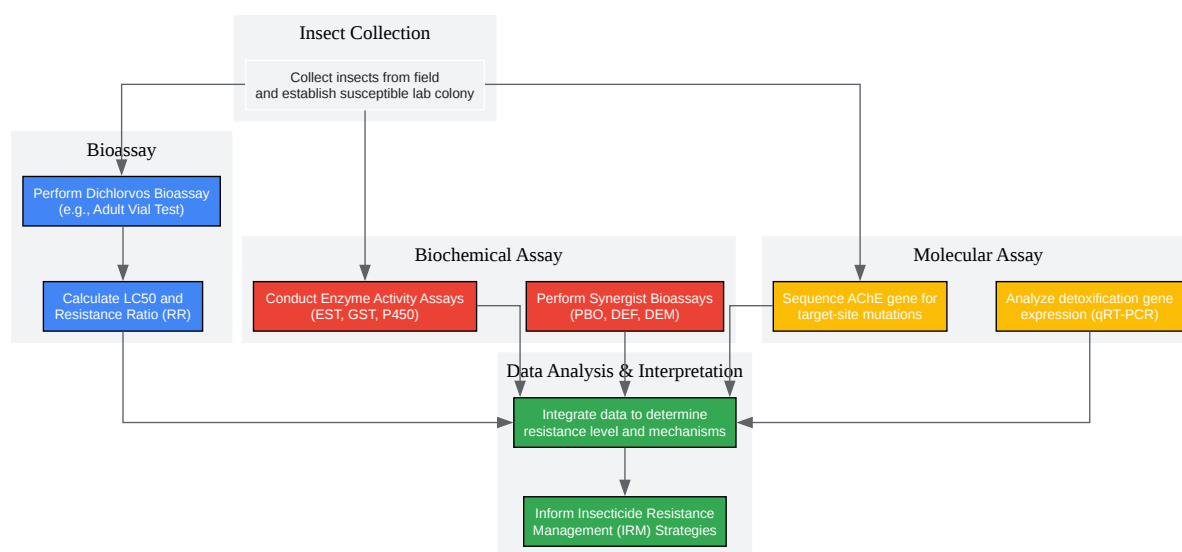 Insect Collection
Collect insects from field
and establish susceptible lab colony
Bioassay
Perform Dichlorvos Bioassay
(e.g., Adult Vial Test)
Calculate LC50 and
Resistance Ratio (RR)
Biochemical Assay
Conduct Enzyme Activity Assays
(EST, GST, P450)
Perform Synergist Bioassays
(PBO, DEF, DEM)
Molecular Assay
Sequence AChE gene for
target-site mutations
Analyze detoxification gene
expression (qRT-PCR)
Data Analysis & Interpretation
Integrate data to determine
resistance level and mechanisms
Inform Insecticide Resistance
Management (IRM) Strategies